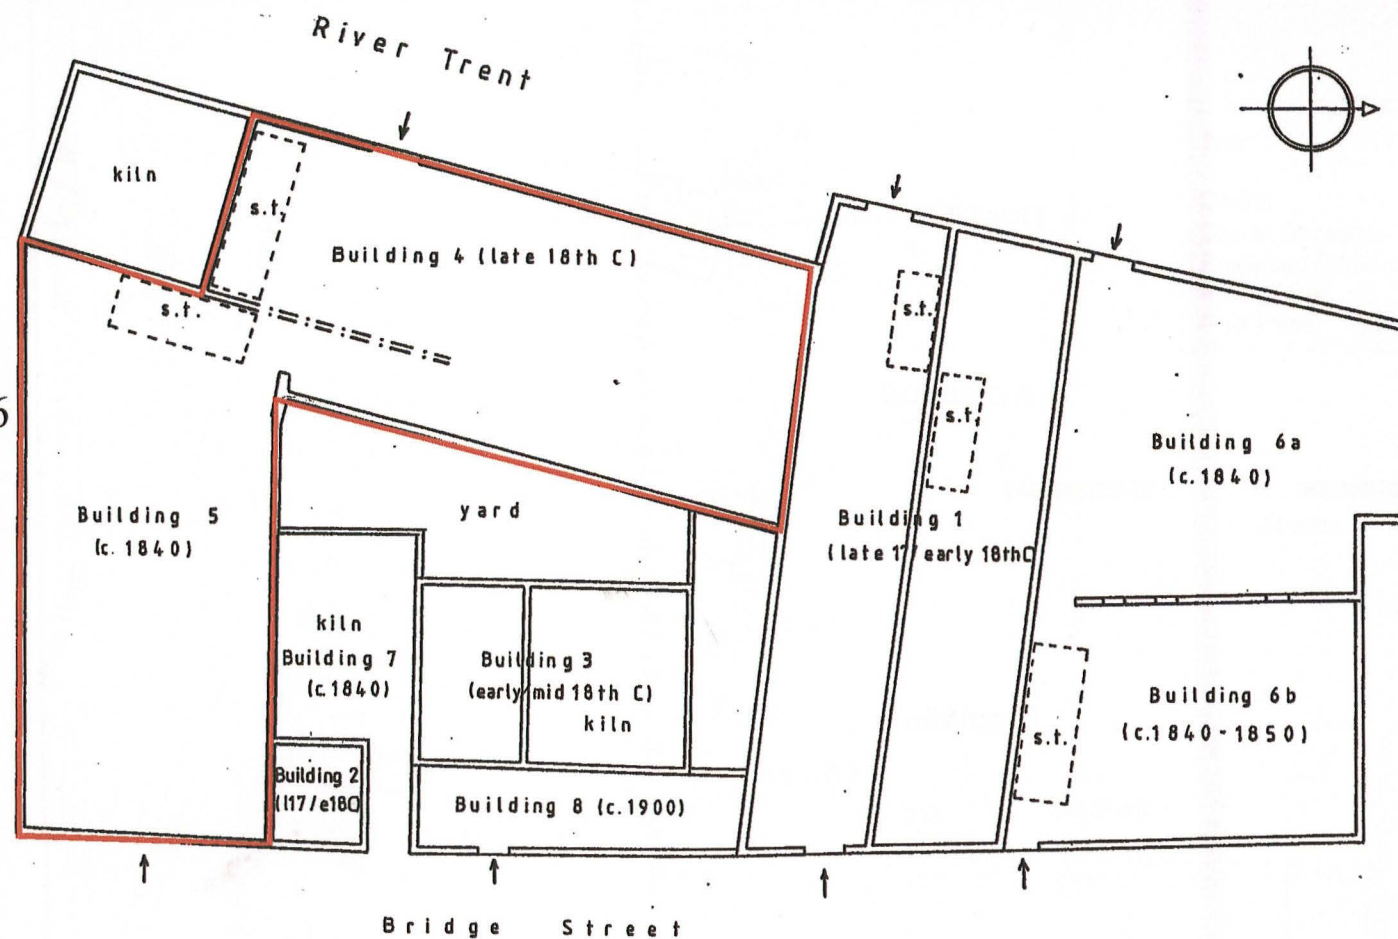 River Trent
kiln
s.t.
Building 4 (late 18th C)
s.t.
s.t.
s.t.
6
Building 5
(c. 1840)
yard
Building 1
(late 17/early 18thC
Building 6a
(c.1840)
kiln
Building 7
(c.1840)
Building 3
(early/mid 18th C)
kiln
Building 6b
(c.1840-1850)
s.t.
Building 2
(l17/e18C)
Building 8 (c.1900)
Bridge Street